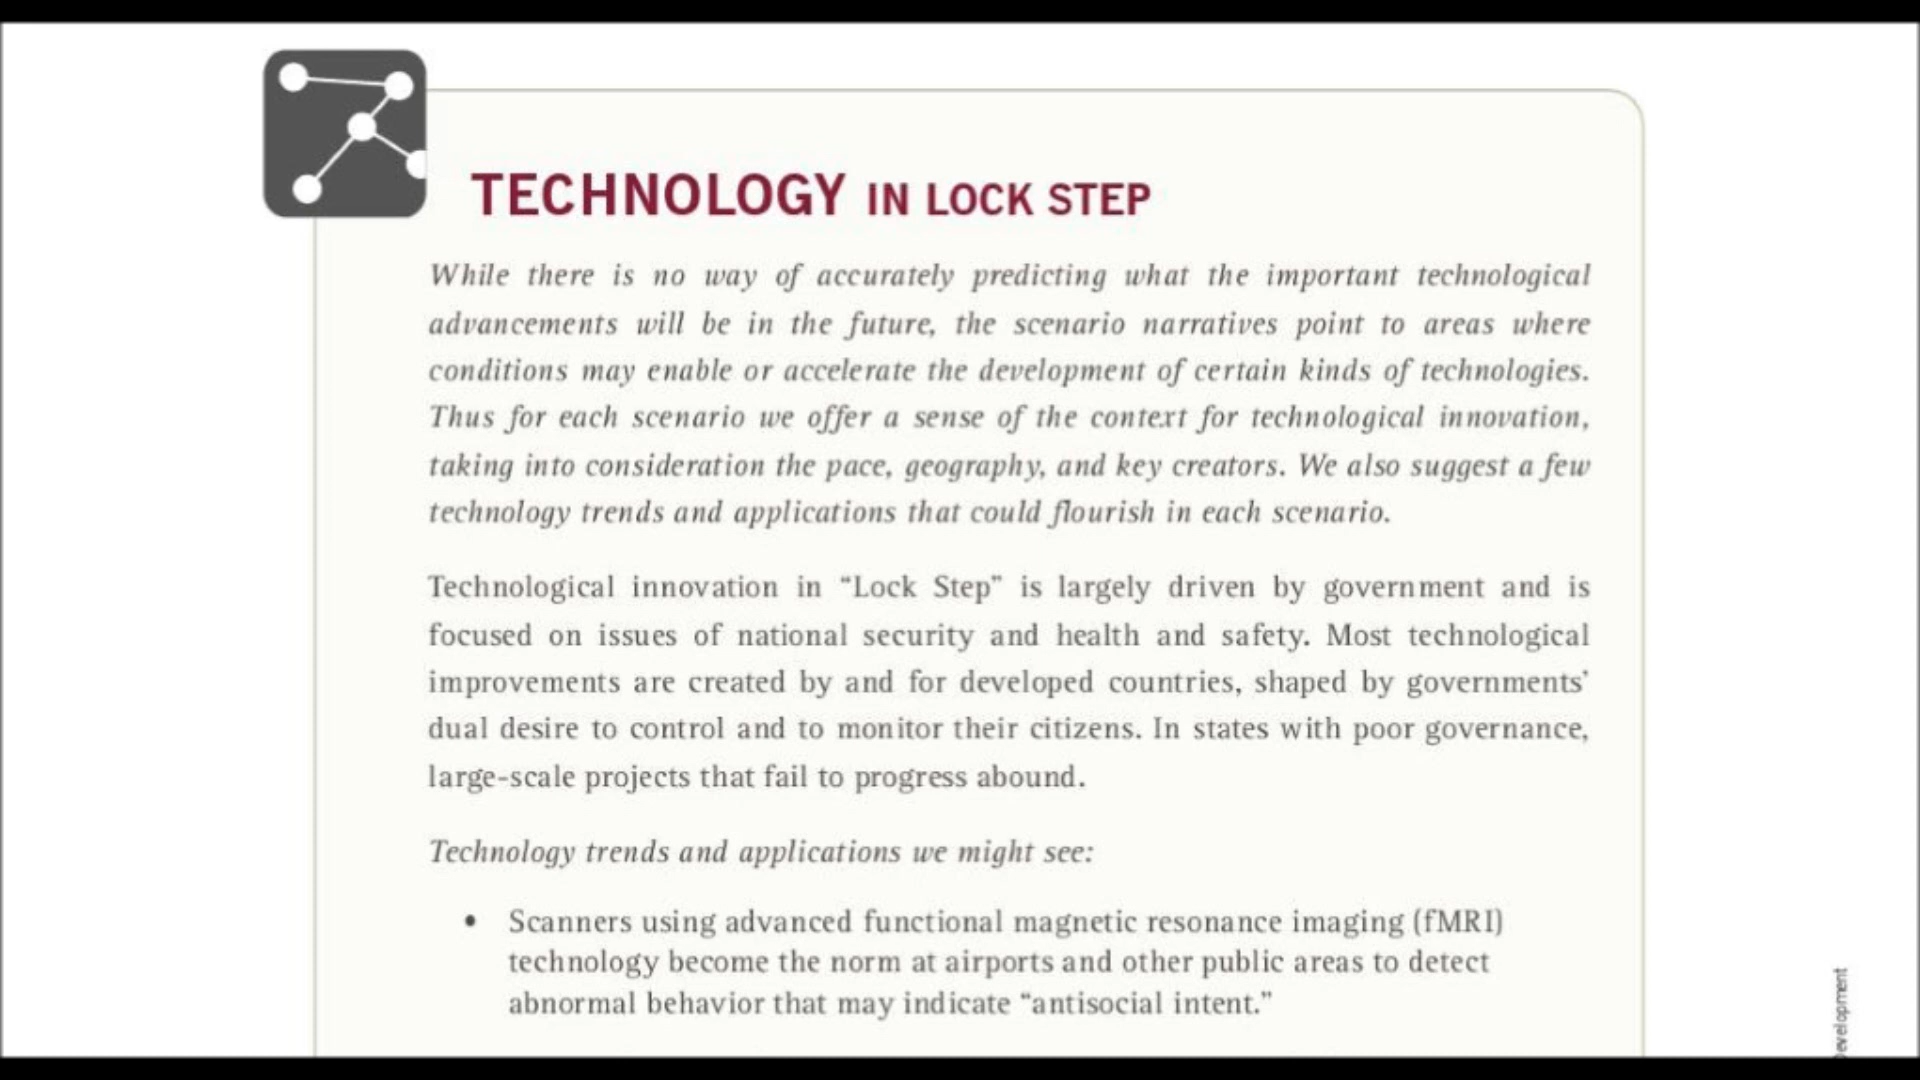 TECHNOLOGY IN LOCK STEP
While there is no way of accurately predicting what the important technological
advancements will be in the future, the scenario narratives point to areas where
conditions may enable or accelerate the development of certain kinds of technologies.
Thus for each scenario we offer a sense of the context for technological innovation,
taking into consideration the pace, geography, and key creators. We also suggest a few
technology trends and applications that could flourish in each scenario.
Technological innovation in “Lock Step” is largely driven by government and is
focused on issues of national security and health and safety. Most technological
improvements are created by and for developed countries, shaped by governments’
dual desire to control and to monitor their citizens. In states with poor governance,
large-scale projects that fail to progress abound.
Technology trends and applications we might see:
• Scanners using advanced functional magnetic resonance imaging (fMRI)
technology become the norm at airports and other public areas to detect
abnormal behavior that may indicate “antisocial intent.”